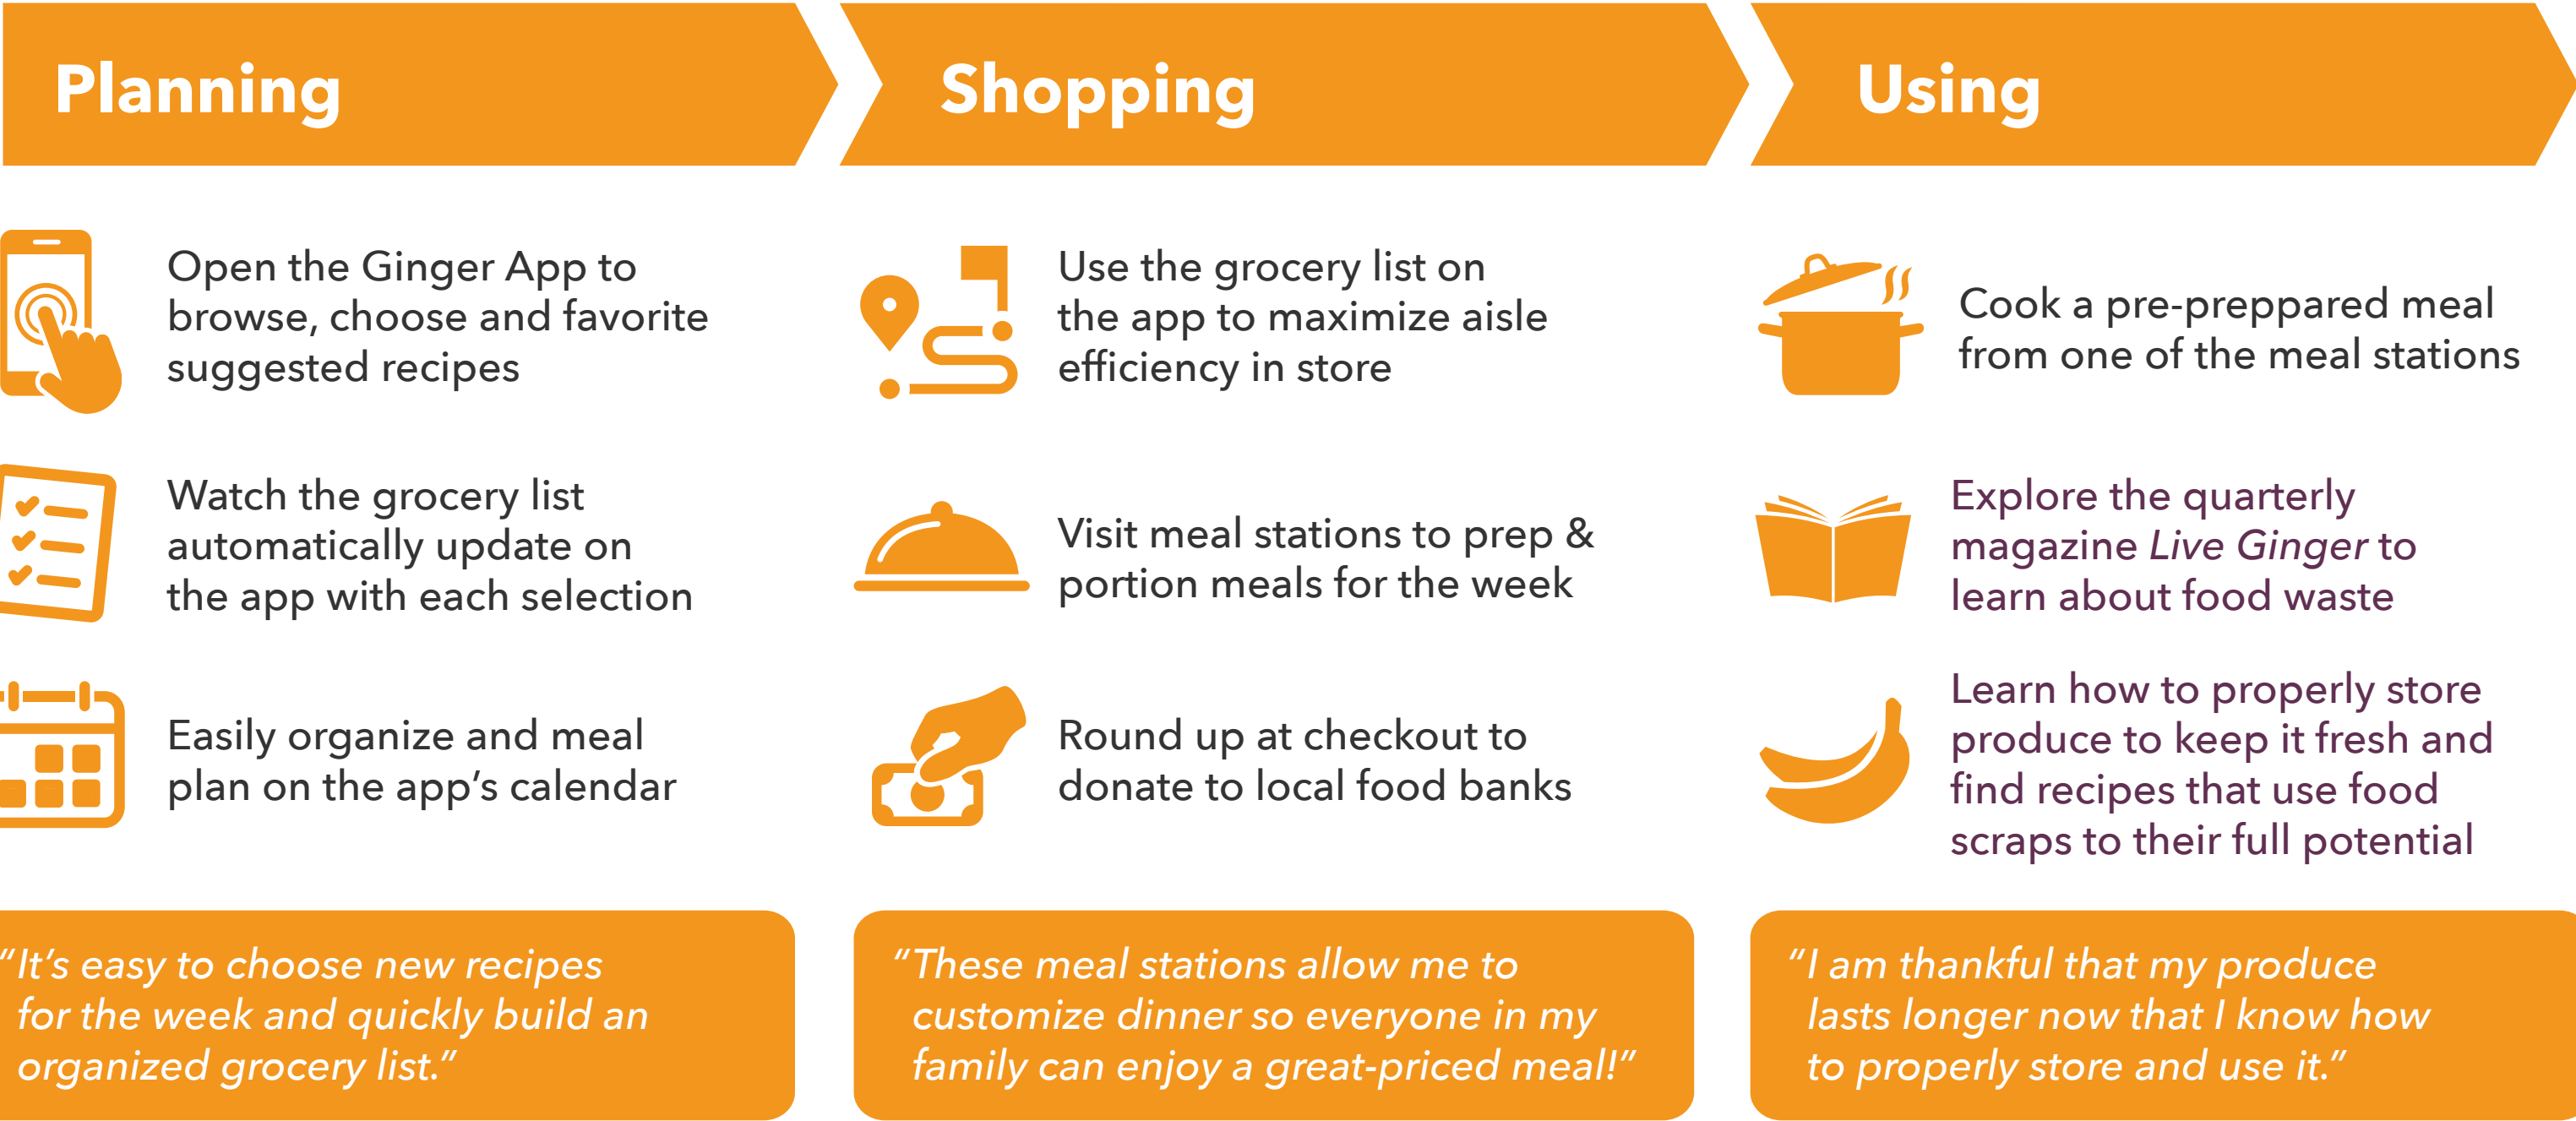 Planning
Open the Ginger App to
browse, choose and favorite
suggested recipes
Watch the grocery list
automatically update on
the app with each selection
Easily organize and meal
plan on the app’s calendar
“It’s easy to choose new recipes
for the week and quickly build an
organized grocery list.”
Shopping
Use the grocery list on
the app to maximize aisle
efficiency in store
Visit meal stations to prep &
portion meals for the week
Round up at checkout to
donate to local food banks
“These meal stations allow me to
customize dinner so everyone in my
family can enjoy a great-priced meal!”
Using
Cook a pre-preppared meal
from one of the meal stations
Explore the quarterly
magazine Live Ginger to
learn about food waste
Learn how to properly store
produce to keep it fresh and
find recipes that use food
scraps to their full potential
“I am thankful that my produce
lasts longer now that I know how
to properly store and use it.”